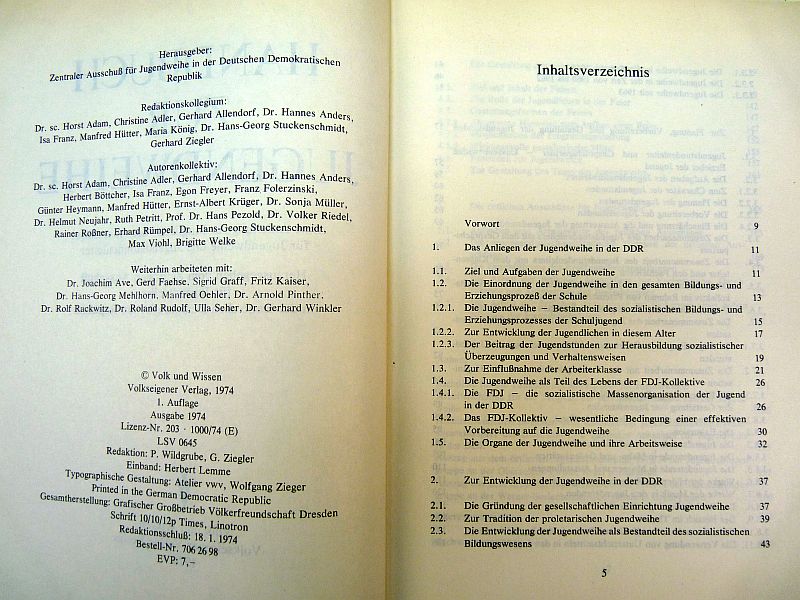 Herausgeber:
Zentraler Ausschuß für Jugendweihe in der Deutschen Demokratischen
Republik
Redaktionskollegium:
Dr. sc. Horst Adam, Christine Adler, Gerhard Allendorf, Dr. Hannes Anders,
Isa Franz, Manfred Hütter, Maria König, Dr. Hans-Georg Stuckenschmidt,
Gerhard Ziegler
Autorenkollektiv:
Dr. sc. Horst Adam, Christine Adler, Gerhard Allendorf, Dr. Hannes Anders,
Herbert Böttcher, Isa Franz, Egon Freyer, Franz Folerzinski,
Günter Heymann, Manfred Hütter, Ernst-Albert Krüger, Dr. Sonja Müller,
Dr. Helmut Neujahr, Ruth Petritt, Prof. Dr. Hans Pezold, Dr. Volker Riedel,
Rainer Roßner, Erhard Rümpel, Dr. Hans-Georg Stuckenschmidt,
Max Viohl, Brigitte Welke
Weiterhin arbeiteten mit:
Dr. Joachim Ave, Gerd Faehse, Sigrid Graff, Fritz Kaiser,
Dr. Hans-Georg Mehlhorn, Manfred Oehler, Dr. Arnold Pinther,
Dr. Rolf Rackwitz, Dr. Roland Rudolf, Ulla Seher, Dr. Gerhard Winkler
© Volk und Wissen
Volkseigener Verlag, 1974
1. Auflage
Ausgabe 1974
Lizenz-Nr. 203 · 1000/74 (E)
LSV 0645
Redaktion: P. Wildgrube, G. Ziegler
Einband: Herbert Lemme
Typographische Gestaltung: Atelier vwv, Wolfgang Zieger
Printed in the German Democratic Republic
Gesamtherstellung: Grafischer Großbetrieb Völkerfreundschaft Dresden
Schrift 10/10/12p Times, Linotron
Redaktionsschluß: 18. 1. 1974
Bestell-Nr. 706 26 98
EVP: 7,–
Inhaltsverzeichnis
Vorwort 9
1. Das Anliegen der Jugendweihe in der DDR 11
1.1. Ziel und Aufgaben der Jugendweihe 11
1.2. Die Einordnung der Jugendweihe in den gesamten Bildungs- und
Erziehungsprozeß der Schule 13
1.2.1. Die Jugendweihe – Bestandteil des sozialistischen Bildungs- und
Erziehungsprozesses der Schuljugend 15
1.2.2. Zur Entwicklung der Jugendlichen in diesem Alter 17
1.2.3. Der Beitrag der Jugendstunden zur Herausbildung sozialistischer
Überzeugungen und Verhaltensweisen 19
1.3. Zur Einflußnahme der Arbeiterklasse 21
1.4. Die Jugendweihe als Teil des Lebens der FDJ-Kollektive 26
1.4.1. Die FDJ – die sozialistische Massenorganisation der Jugend
in der DDR 26
1.4.2. Das FDJ-Kollektiv – wesentliche Bedingung einer effektiven
Vorbereitung auf die Jugendweihe 30
1.5. Die Organe der Jugendweihe und ihre Arbeitsweise 32
2. Zur Entwicklung der Jugendweihe in der DDR 37
2.1. Die Gründung der gesellschaftlichen Einrichtung Jugendweihe 37
2.2. Zur Tradition der proletarischen Jugendweihe 39
2.3. Die Entwicklung der Jugendweihe als Bestandteil des sozialistischen
Bildungswesens 43
5